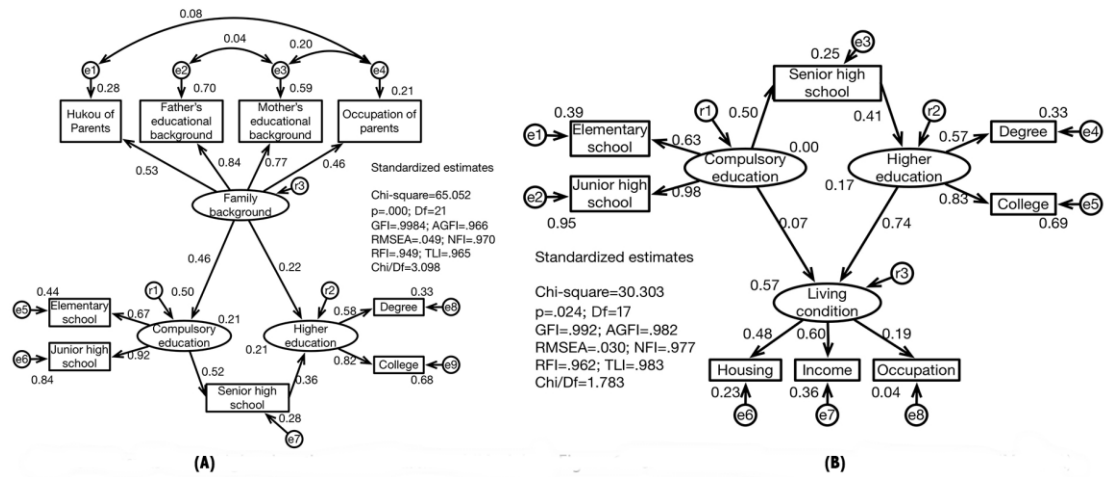 0.08
0.04
0.20
e1
e2
e3
e4
0.28
0.70
0.59
0.21
Hukou of
Parents
Father's
educational
background
Mother's
educational
background
Occupation of
parents
0.53
0.84
0.77
0.46
r3
Family
background
Standardized estimates
Chi-square=65.052
p=.000; Df=21
GFI=.9984; AGFI=.966
RMSEA=.049; NFI=.970
RFI=.949; TLI=.965
Chi/Df=3.098
0.46
0.22
0.44
0.50
r1
r2
0.33
e5
Elementary
school
0.67
0.21
0.58
Degree
e8
Compulsory
education
Higher
education
e6
Junior high
school
0.92
0.21
0.82
College
e9
0.84
0.52
0.36
0.68
Senior high
school
0.28
e7
(A)
e3
0.25
Senior high
school
0.39
r1
0.50
0.41
r2
0.33
e1
Elementary
school
0.63
0.00
0.57
Degree
e4
Compulsory
education
Higher
education
e2
Junior high
school
0.98
0.17
0.83
College
e5
0.95
0.07
0.74
0.69
Standardized estimates
Chi-square=30.303
p=.024; Df=17
GFI=.992; AGFI=.982
RMSEA=.030; NFI=.977
RFI=.962; TLI=.983
Chi/Df=1.783
r3
0.57
Living
condition
0.48
0.60
0.19
Housing
Income
Occupation
0.23
0.36
0.04
e6
e7
e8
(B)